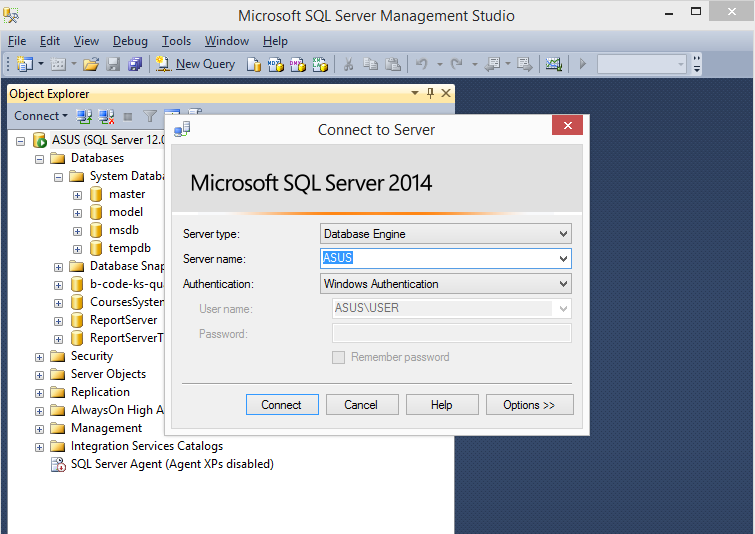 Microsoft SQL Server Management Studio
File Edit View Debug Tools Window Help
New Query
Object Explorer
Connect
ASUS (SQL Server 12.0
Databases
System Databa
master
model
msdb
tempdb
Database Snap
b-code-ks-qua
CoursesSystem
ReportServer
ReportServerT
Security
Server Objects
Replication
AlwaysOn High A
Management
Integration Services Catalogs
SQL Server Agent (Agent XPs disabled)
Connect to Server
Microsoft SQL Server 2014
Server type: Database Engine
Server name: ASUS
Authentication: Windows Authentication
User name: ASUS\USER
Password:
Remember password
Connect Cancel Help Options >>